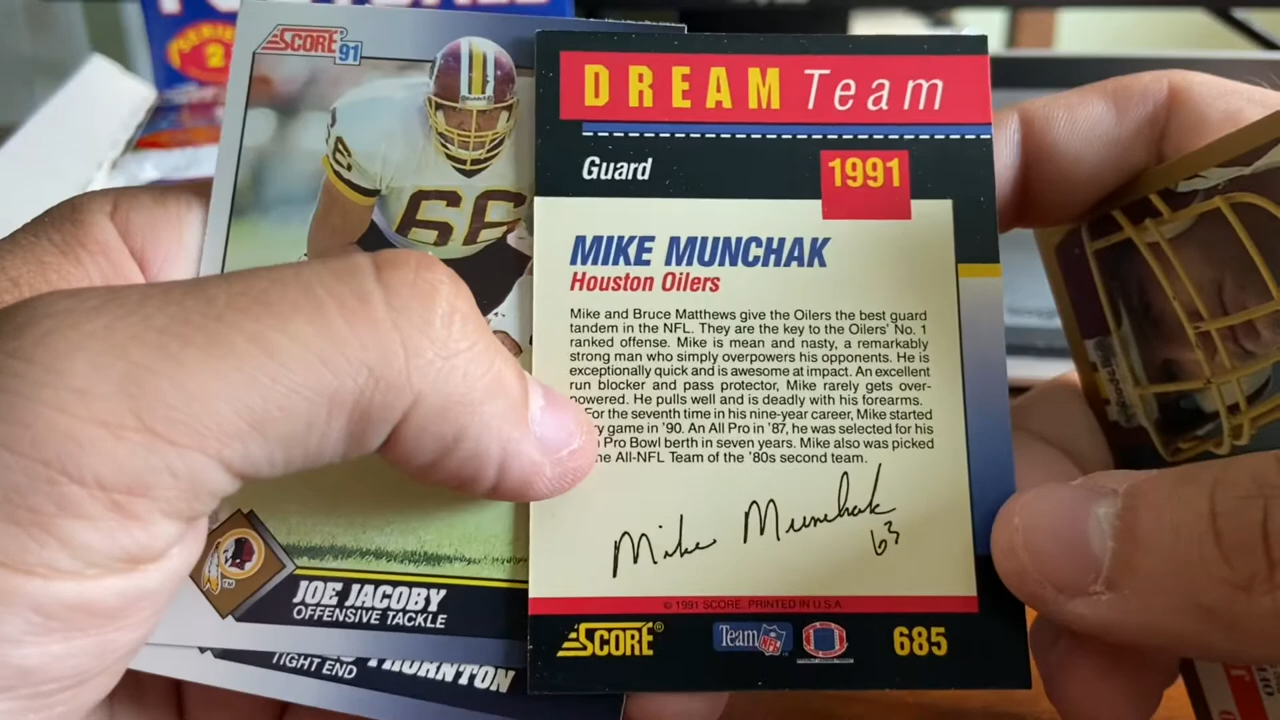 SERIES
2
SCORE 91
66
66
JOE JACOBY
OFFENSIVE TACKLE
THORNTON
TIGHT END
DREAM Team
Guard
1991
MIKE MUNCHAK
Houston Oilers
Mike and Bruce Matthews give the Oilers the best guard
tandem in the NFL. They are the key to the Oilers' No. 1
ranked offense. Mike is mean and nasty, a remarkably
strong man who simply overpowers his opponents. He is
exceptionally quick and is awesome at impact. An excellent
run blocker and pass protector, Mike rarely gets over-
powered. He pulls well and is deadly with his forearms.
For the seventh time in his nine-year career, Mike started
game in '90. An All Pro in '87, he was selected for his
Pro Bowl berth in seven years. Mike also was picked
All-NFL Team of the '80s second team.
Mike Munchak
63
© 1991 SCORE, PRINTED IN U.S.A.
SCORE®
Team NFL
685